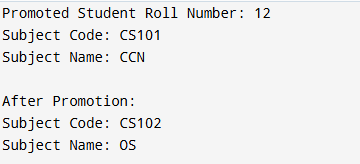 Promoted Student Roll Number: 12
Subject Code: CS101
Subject Name: CCN
After Promotion:
Subject Code: CS102
Subject Name: OS